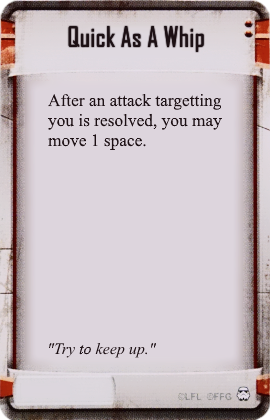 Quick As A Whip
After an attack targetting
you is resolved, you may
move 1 space.
"Try to keep up."
©LFL ©FFG